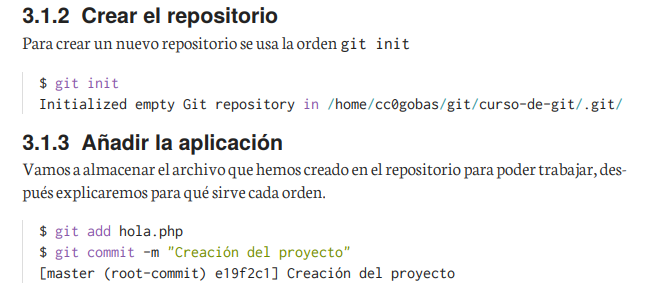 3.1.2 Crear el repositorio
Para crear un nuevo repositorio se usa la orden git init
$ git init
Initialized empty Git repository in /home/cc0gobas/git/curso-de-git/.git/
3.1.3 Añadir la aplicación
Vamos a almacenar el archivo que hemos creado en el repositorio para poder trabajar, des-
pués explicaremos para qué sirve cada orden.
$ git add hola.php
$ git commit -m "Creación del proyecto"
[master (root-commit) e19f2c1] Creación del proyecto